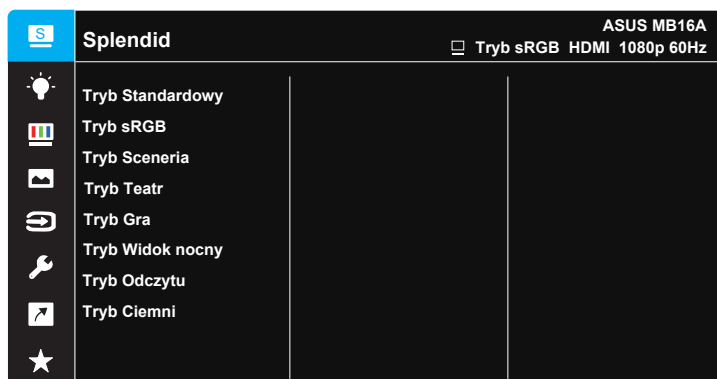 S
Splendid
ASUS MB16A
Tryb sRGB HDMI 1080p 60Hz
Tryb Standardowy
Tryb sRGB
Tryb Sceneria
Tryb Teatr
Tryb Gra
Tryb Widok nocny
Tryb Odczytu
Tryb Ciemni